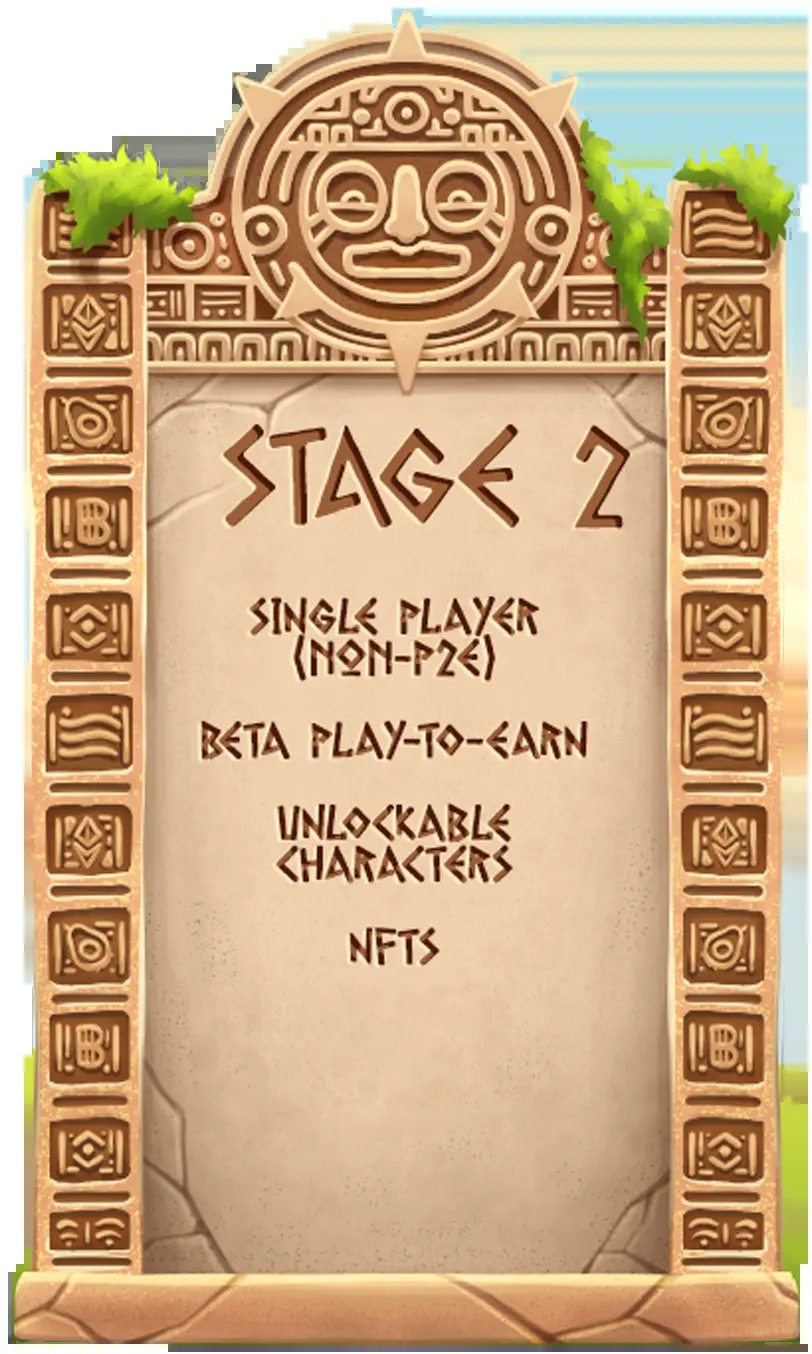 STAGE 2
SINGLE PLAYER
(NON-P2E)
BETA PLAY-TO-EARN
UNLOCKABLE
CHARACTERS
NFTS